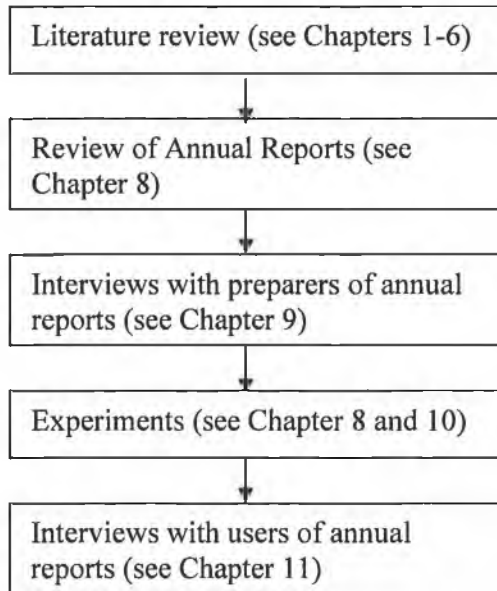 Literature review (see Chapters 1-6)
Review of Annual Reports (see
Chapter 8)
Interviews with preparers of annual
reports (see Chapter 9)
Experiments (see Chapter 8 and 10)
Interviews with users of annual
reports (see Chapter 11)